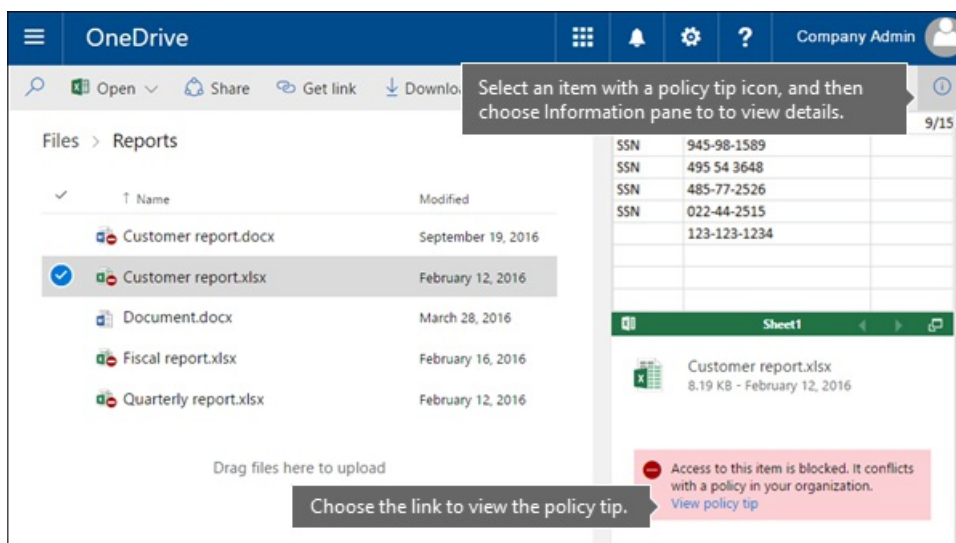 OneDrive
?
Company Admin
Open
Share
Get link
Downlo
Select an item with a policy tip icon, and then
choose Information pane to to view details.
9/15
Files > Reports
SSN 945-98-1589
SSN 495 54 3648
SSN 485-77-2526
SSN 022-44-2515
123-123-1234
↑ Name Modified
Customer report.docx September 19, 2016
Customer report.xlsx February 12, 2016
Document.docx March 28, 2016
Fiscal report.xlsx February 16, 2016
Quarterly report.xlsx February 12, 2016
Drag files here to upload
Sheet1
Customer report.xlsx
8.19 KB - February 12, 2016
Access to this item is blocked. It conflicts
with a policy in your organization.
View policy tip
Choose the link to view the policy tip.